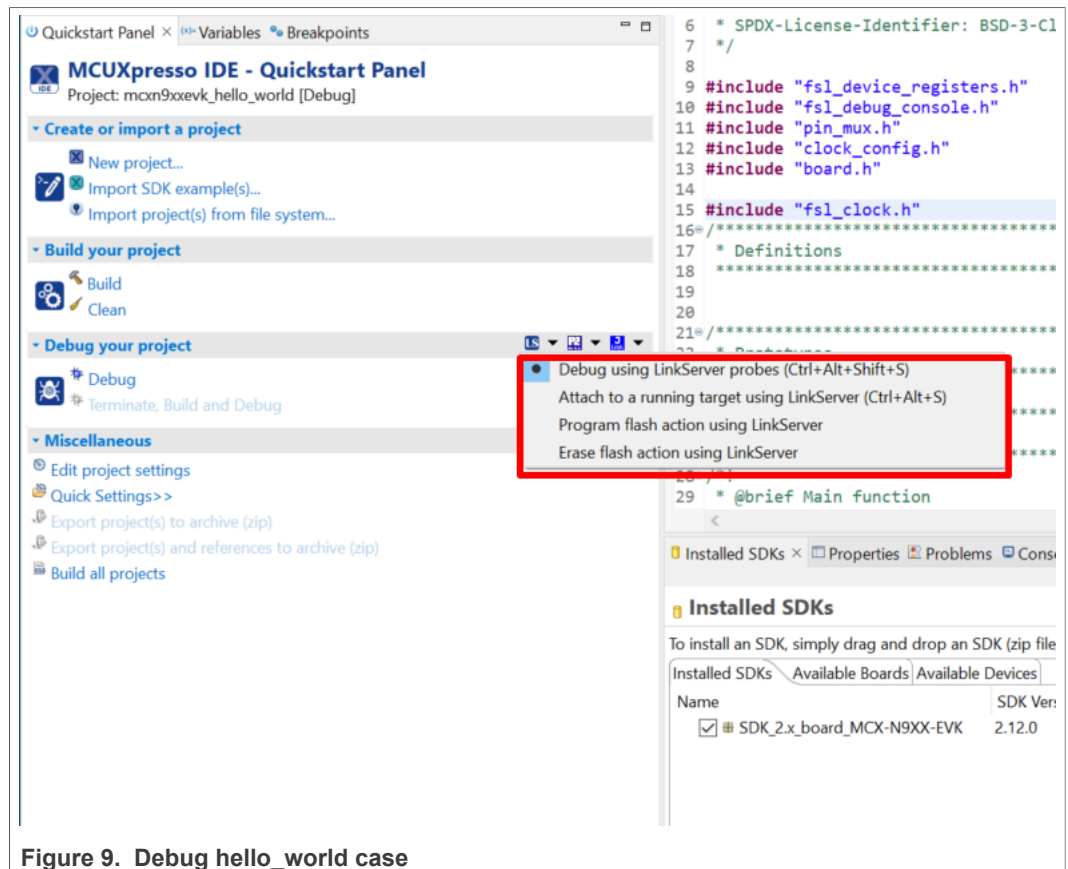 Quickstart Panel × (x)= Variables Breakpoints
IDE
MCUXpresso IDE - Quickstart Panel
Project: mcxn9xxevk_hello_world [Debug]
Create or import a project
New project...
Import SDK example(s)...
Import project(s) from file system...
Build your project
Build
Clean
Debug your project
LS
Debug
Terminate, Build and Debug
Miscellaneous
Edit project settings
Quick Settings>>
Export project(s) to archive (zip)
Export project(s) and references to archive (zip)
Build all projects
Debug using LinkServer probes (Ctrl+Alt+Shift+S)
Attach to a running target using LinkServer (Ctrl+Alt+S)
Program flash action using LinkServer
Erase flash action using LinkServer
6 * SPDX-License-Identifier: BSD-3-Cl
7 */
8
9 #include "fsl_device_registers.h"
10 #include "fsl_debug_console.h"
11 #include "pin_mux.h"
12 #include "clock_config.h"
13 #include "board.h"
14
15 #include "fsl_clock.h"
16 /***********************************
17 * Definitions
18 ***********************************
19
20
21 /***********************************
29 * @brief Main function
<
Installed SDKs × Properties Problems Conso
Installed SDKs
To install an SDK, simply drag and drop an SDK (zip file
Installed SDKs Available Boards Available Devices
Name SDK Vers
SDK_2.x_board_MCX-N9XX-EVK 2.12.0
Figure 9. Debug hello_world case